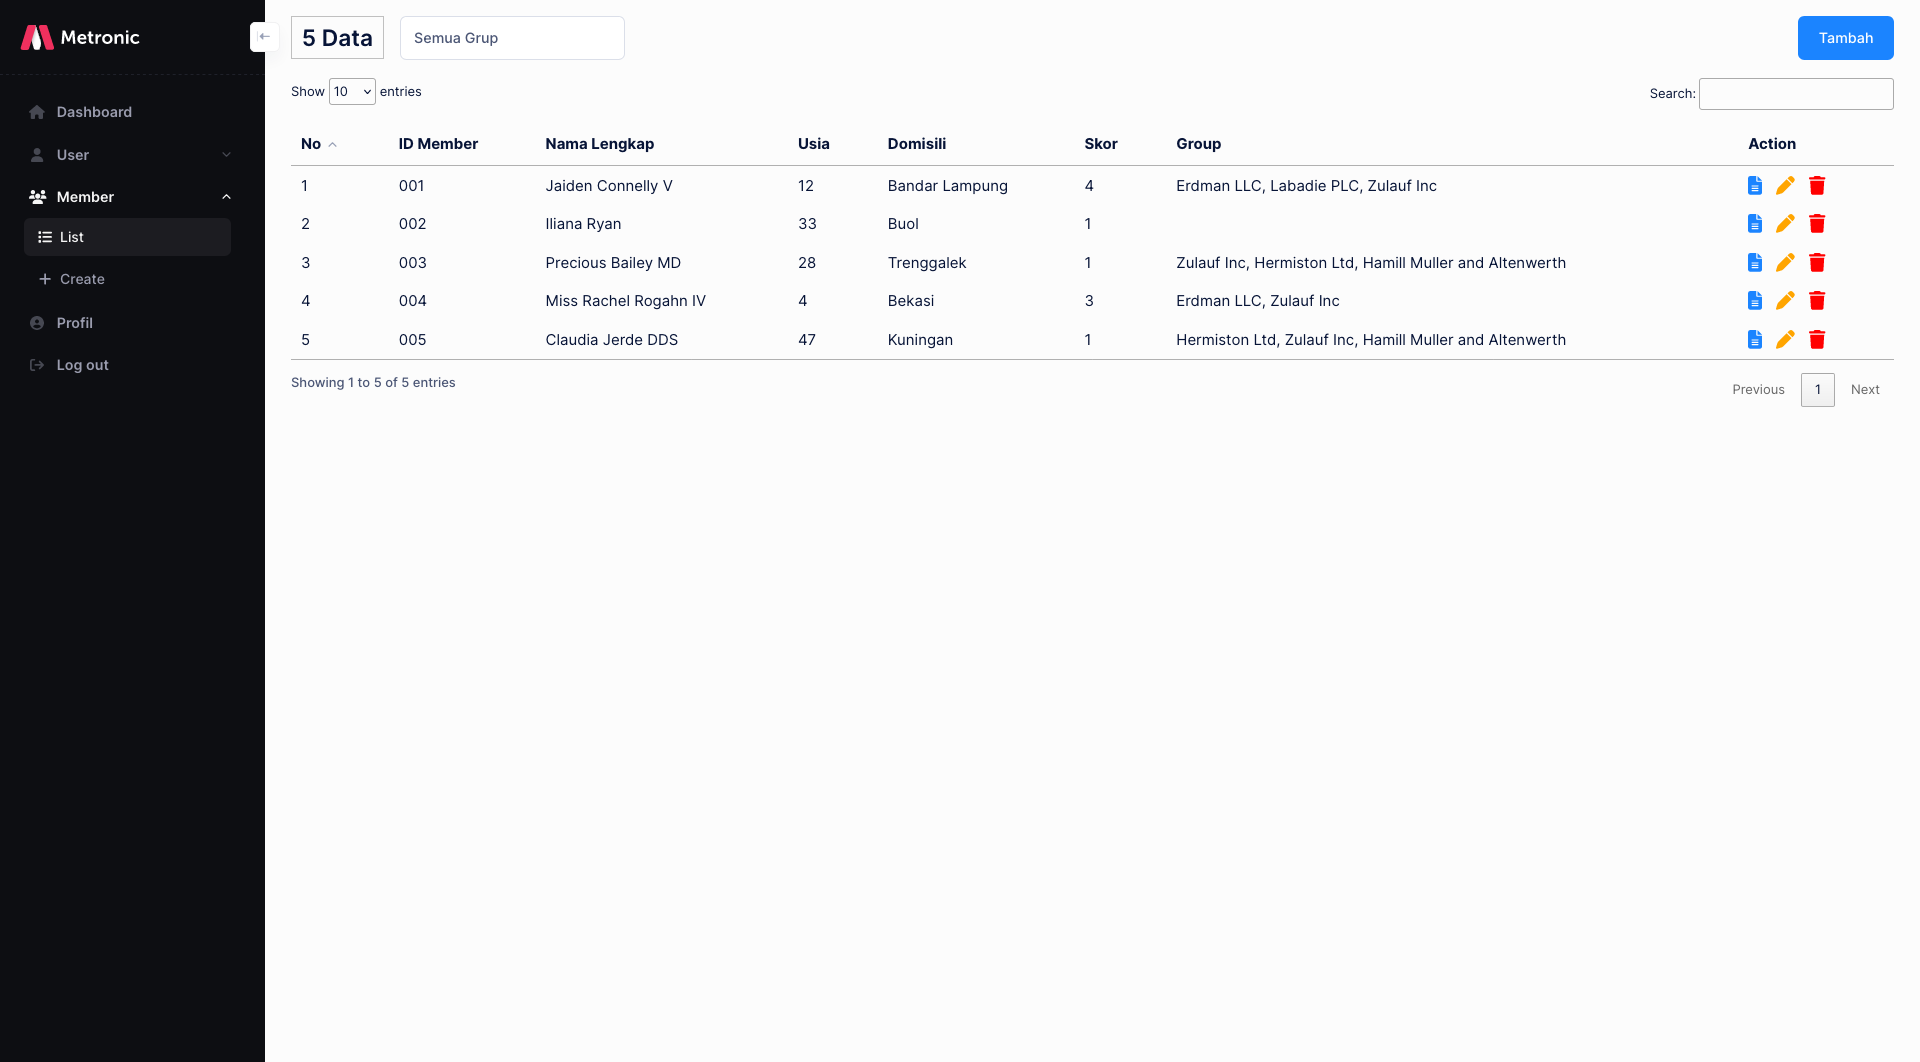 Metronic
Dashboard
User
Member
List
Create
Profil
Log out
5 Data
Semua Grup
Tambah
Show 10 entries
Search:
No ID Member Nama Lengkap Usia Domisili Skor Group Action
1 001 Jaiden Connelly V 12 Bandar Lampung 4 Erdman LLC, Labadie PLC, Zulauf Inc
2 002 Iliana Ryan 33 Buol 1
3 003 Precious Bailey MD 28 Trenggalek 1 Zulauf Inc, Hermiston Ltd, Hamill Muller and Altenwerth
4 004 Miss Rachel Rogahn IV 4 Bekasi 3 Erdman LLC, Zulauf Inc
5 005 Claudia Jerde DDS 47 Kuningan 1 Hermiston Ltd, Zulauf Inc, Hamill Muller and Altenwerth
Showing 1 to 5 of 5 entries
Previous 1 Next